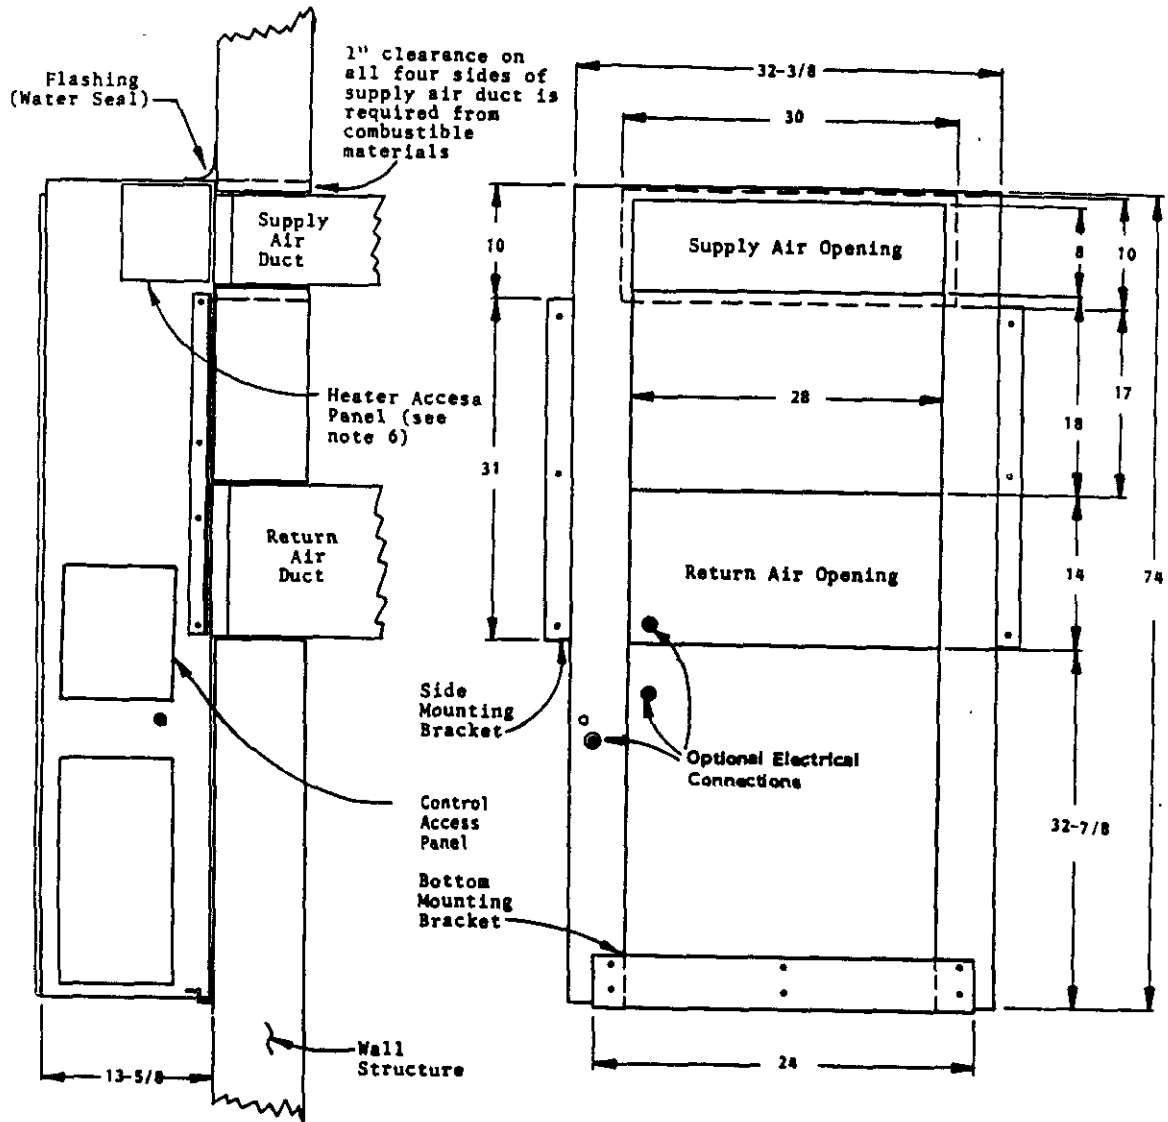 Flashing
(Water Seal)
1" clearance on
all four sides of
supply air duct is
required from
combustible
materials
32-3/8
30
Supply
Air
Duct
10
Supply Air Opening
8
10
Heater Access
Panel (see
note 6)
28
17
18
31
Return
Air
Duct
Return Air Opening
14
74
Side
Mounting
Bracket
Optional Electrical
Connections
Control
Access
Panel
32-7/8
Bottom
Mounting
Bracket
13-5/8
Wall
Structure
24